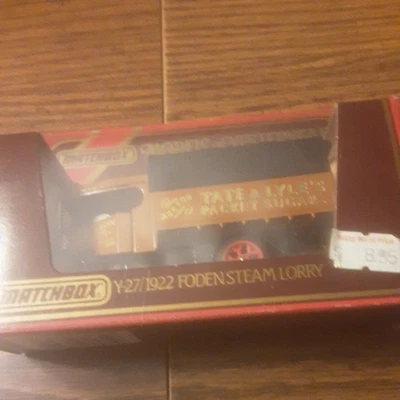 MATCHBOX
TATE & LYLE'S
PACKET SUGAR
8.95
MATCHBOX
Y-27/1922 FODEN STEAM LORRY